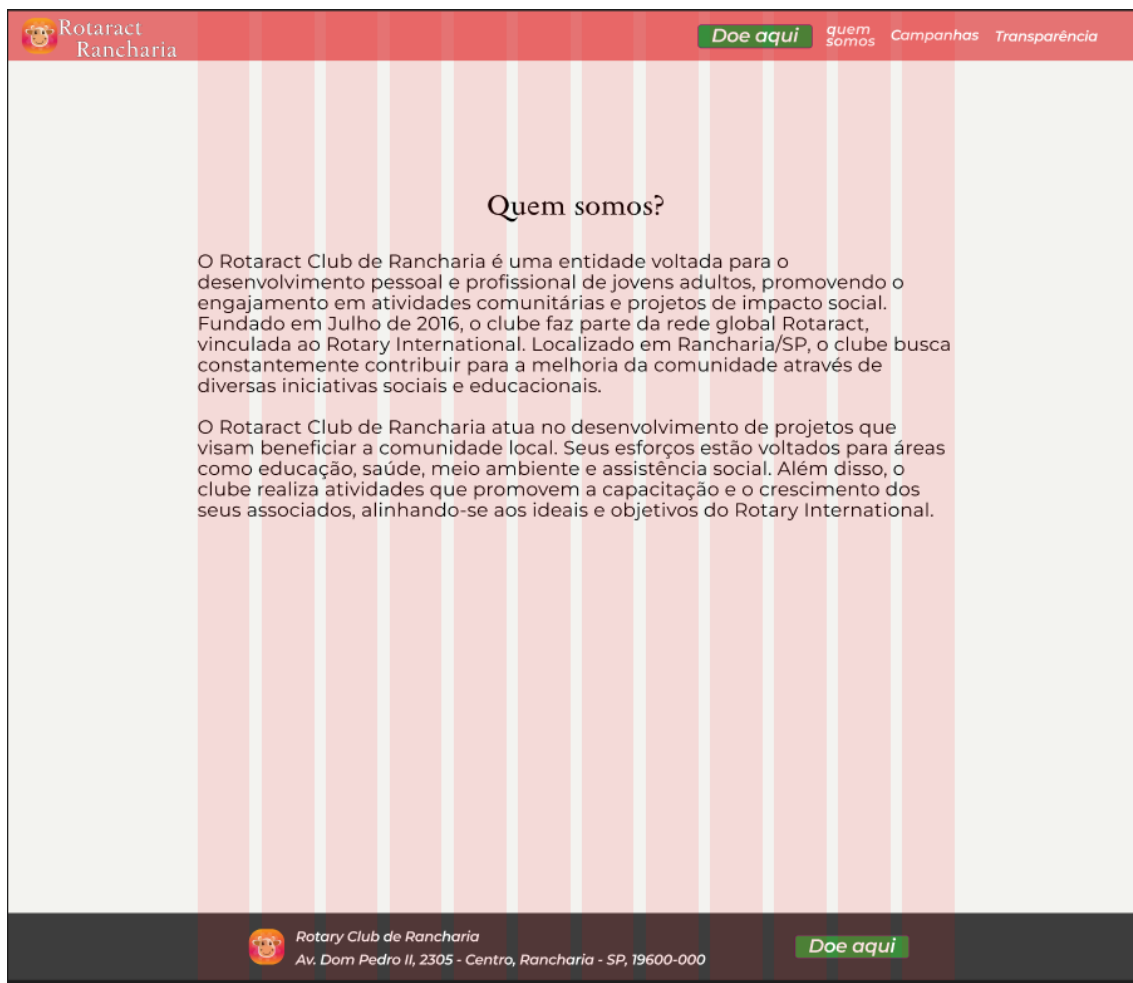 Rotaract
Rancharia
Doe aqui
quem
somos
Campanhas
Transparência
Quem somos?
O Rotaract Club de Rancharia é uma entidade voltada para o
desenvolvimento pessoal e profissional de jovens adultos, promovendo o
engajamento em atividades comunitárias e projetos de impacto social.
Fundado em Julho de 2016, o clube faz parte da rede global Rotaract,
vinculada ao Rotary International. Localizado em Rancharia/SP, o clube busca
constantemente contribuir para a melhoria da comunidade através de
diversas iniciativas sociais e educacionais.
O Rotaract Club de Rancharia atua no desenvolvimento de projetos que
visam beneficiar a comunidade local. Seus esforços estão voltados para áreas
como educação, saúde, meio ambiente e assistência social. Além disso, o
clube realiza atividades que promovem a capacitação e o crescimento dos
seus associados, alinhando-se aos ideais e objetivos do Rotary International.
Rotary Club de Rancharia
Av. Dom Pedro II, 2305 - Centro, Rancharia - SP, 19600-000
Doe aqui